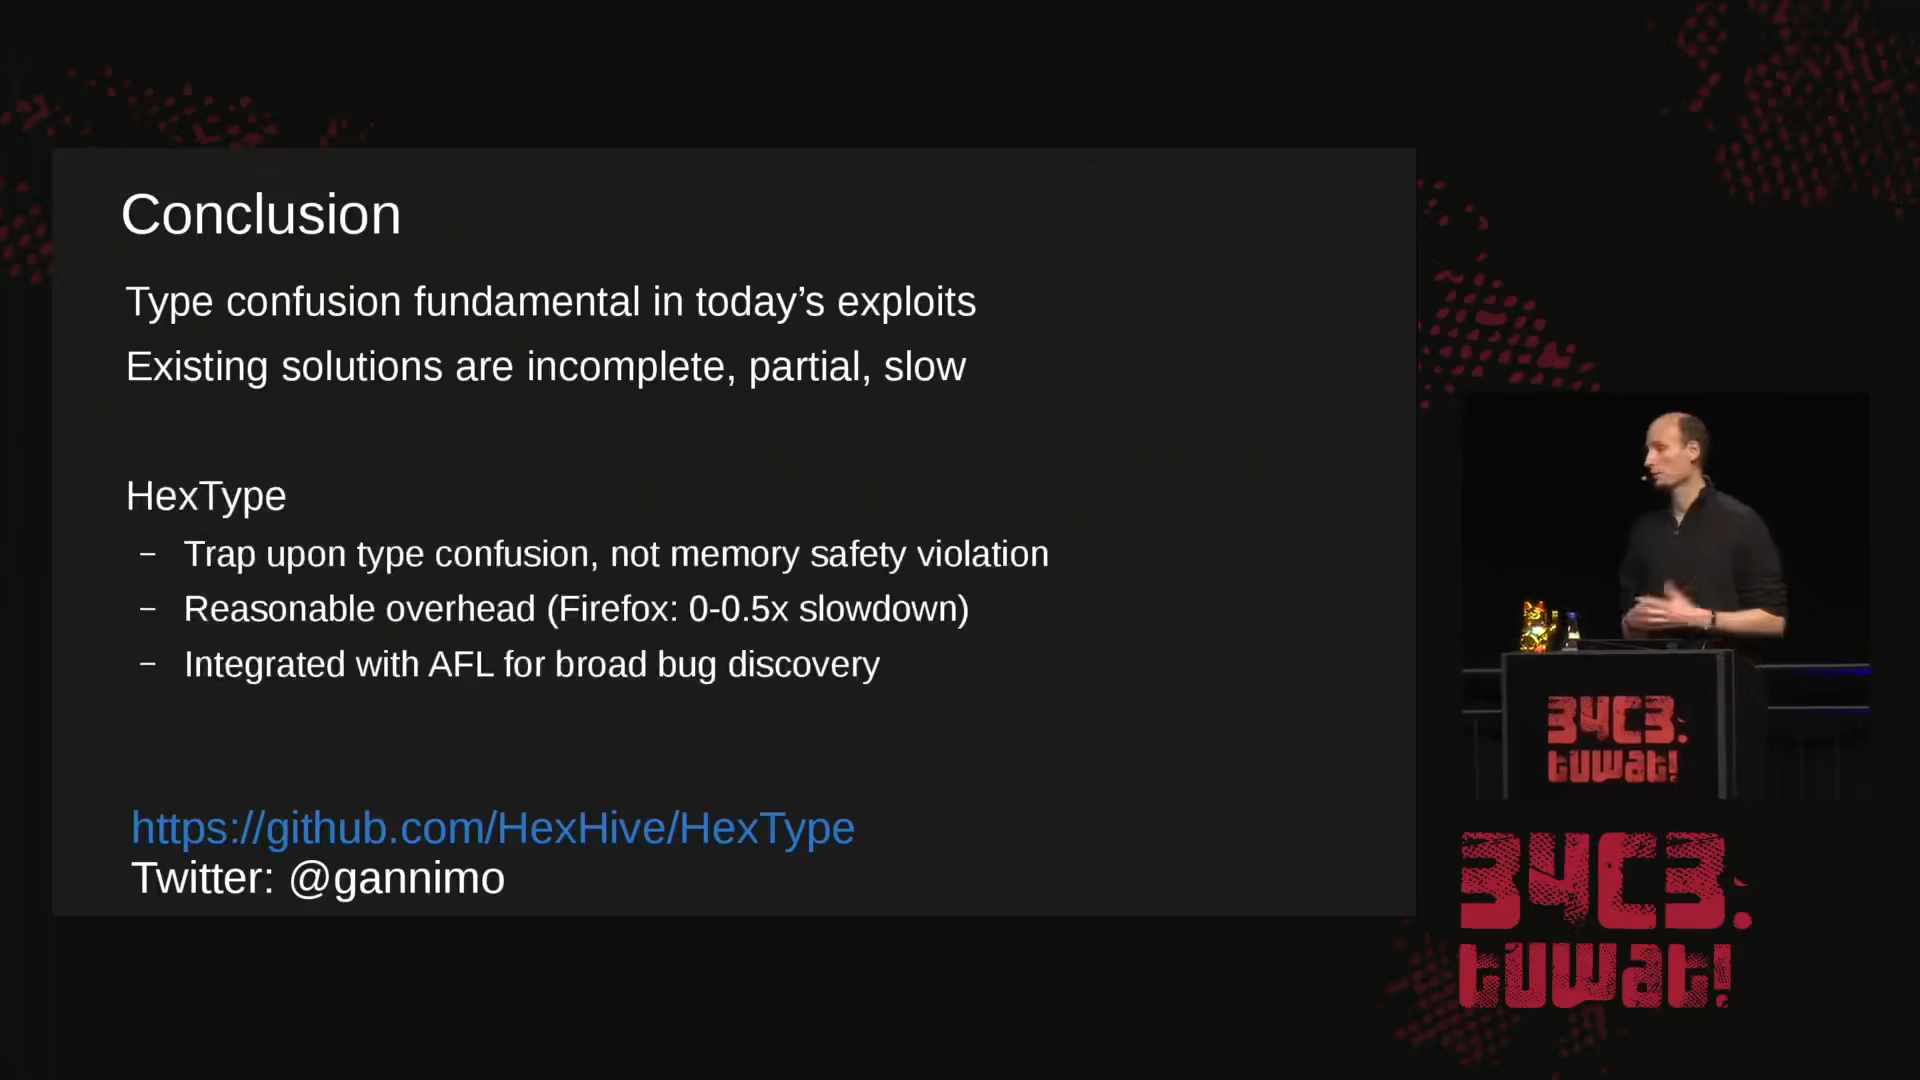 Conclusion
Type confusion fundamental in today’s exploits
Existing solutions are incomplete, partial, slow
HexType
– Trap upon type confusion, not memory safety violation
– Reasonable overhead (Firefox: 0-0.5x slowdown)
– Integrated with AFL for broad bug discovery
https://github.com/HexHive/HexType
Twitter: @gannimo
34C3.
tuwat!
34C3.
tuwat!